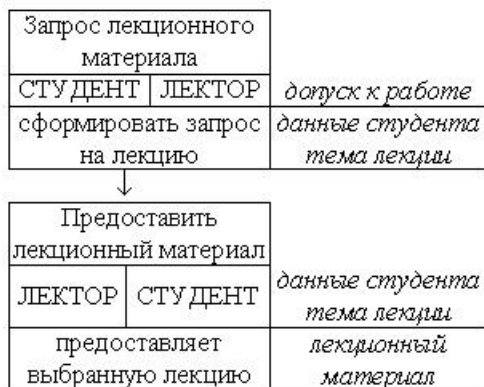 Запрос лекционного
материала
СТУДЕНТ ЛЕКТОР допуск к работе
сформировать запрос данные студента
на лекцию тема лекции
Предоставить
лекционный материал
ЛЕКТОР СТУДЕНТ данные студента
тема лекции
предоставляет лекционный
выбранную лекцию материал